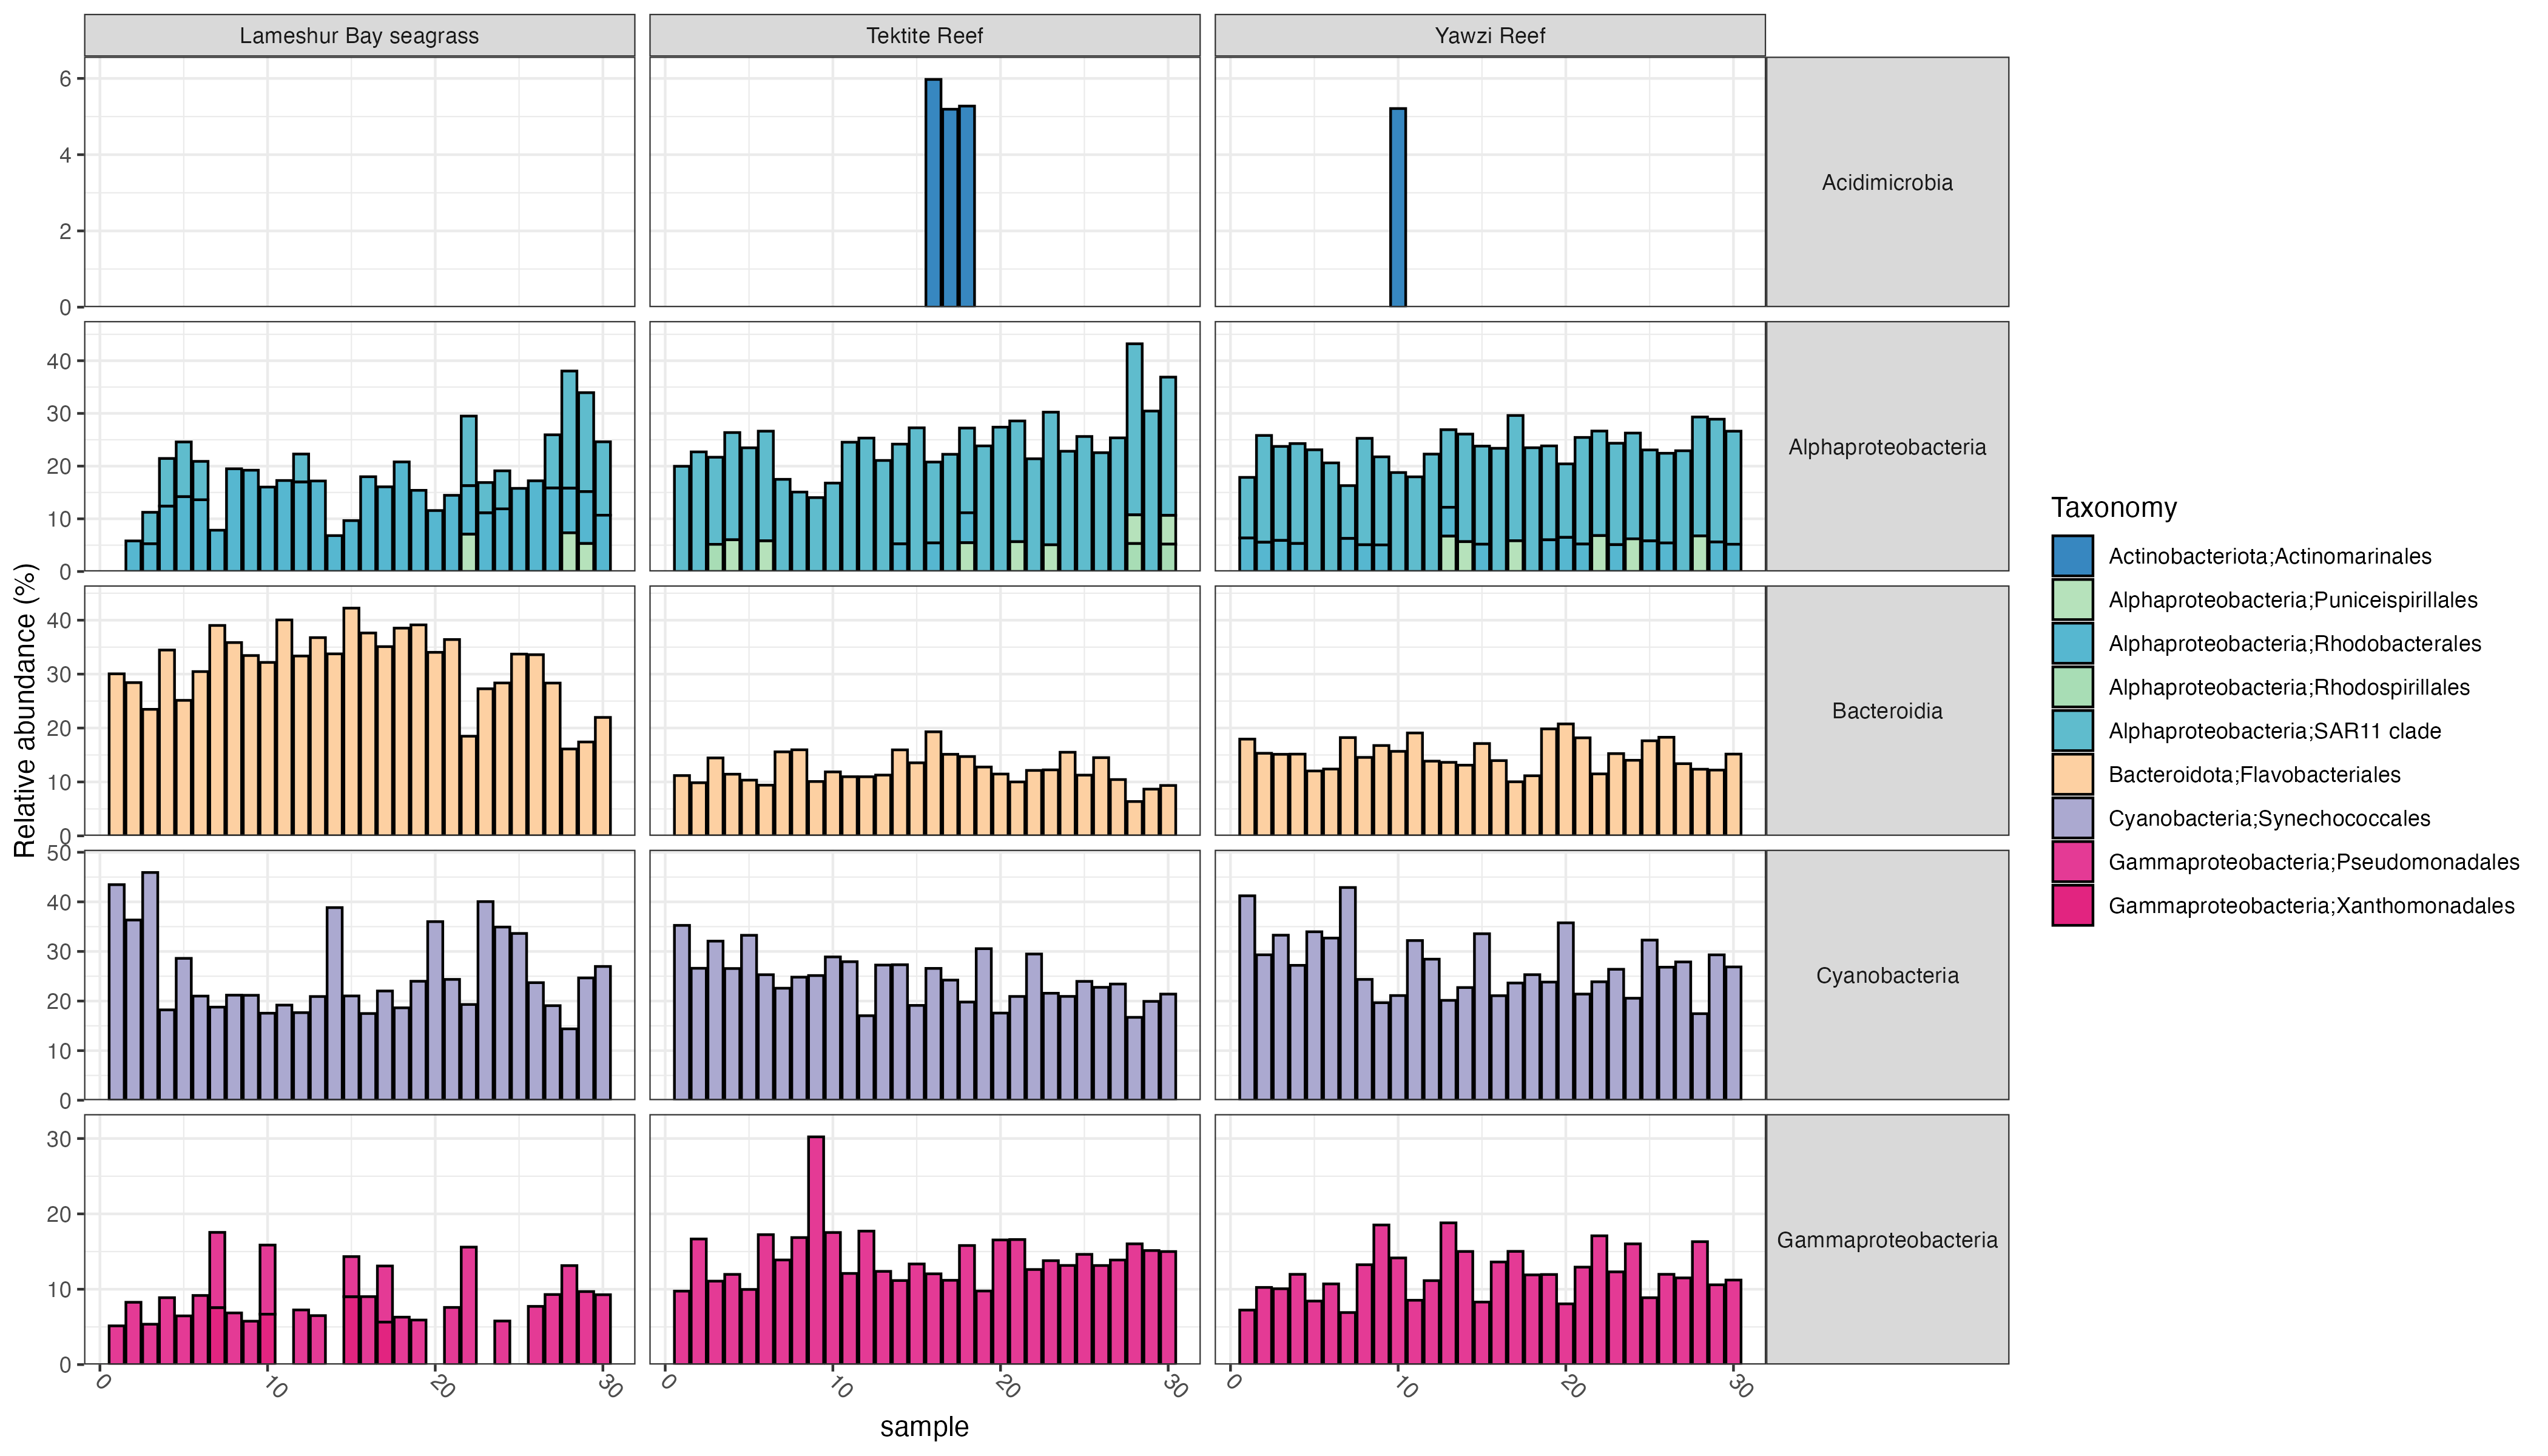 Lameshur Bay seagrass
Tektite Reef
Yawzi Reef
6
4
2
0
Acidimicrobia
40
30
20
10
0
Alphaproteobacteria
40
30
20
10
0
Bacteroidia
50
40
30
20
10
0
Cyanobacteria
30
20
10
0
Gammaproteobacteria
0 10 20 30
0 10 20 30
0 10 20 30
Relative abundance (%)
sample
Taxonomy
Actinobacteriota;Actinomarinales
Alphaproteobacteria;Puniceispirillales
Alphaproteobacteria;Rhodobacterales
Alphaproteobacteria;Rhodospirillales
Alphaproteobacteria;SAR11 clade
Bacteroidota;Flavobacteriales
Cyanobacteria;Synechococcales
Gammaproteobacteria;Pseudomonadales
Gammaproteobacteria;Xanthomonadales